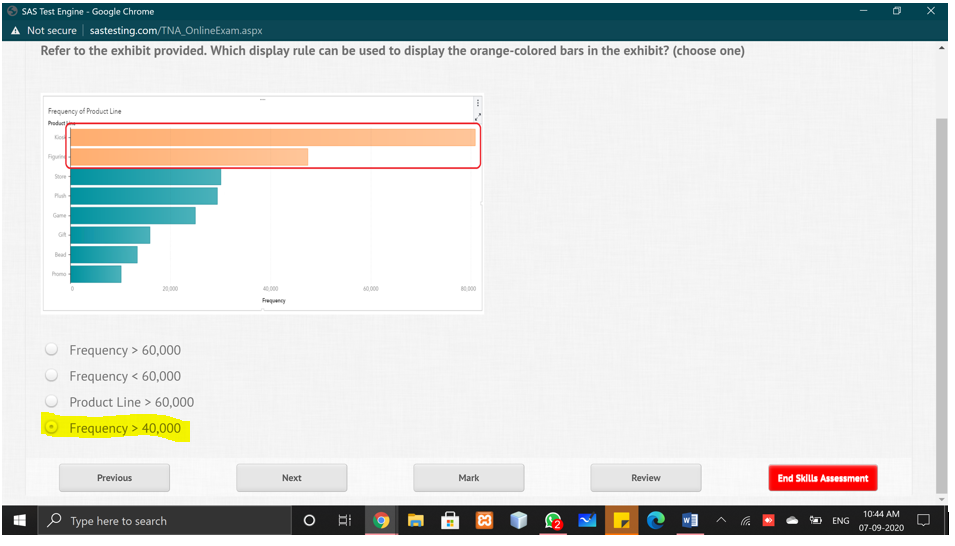 SAS Test Engine - Google Chrome
Not secure | sastesting.com/TNA_OnlineExam.aspx
Refer to the exhibit provided. Which display rule can be used to display the orange-colored bars in the exhibit? (choose one)
Frequency of Product Line
Product Line
Kiosk
Figurine
Store
Plush
Game
Gift
Bead
Promo
0 20,000 40,000 60,000 80,000
Frequency
Frequency > 60,000
Frequency < 60,000
Product Line > 60,000
Frequency > 40,000
Previous Next Mark Review End Skills Assessment
Type here to search
2
ENG
10:44 AM
07-09-2020